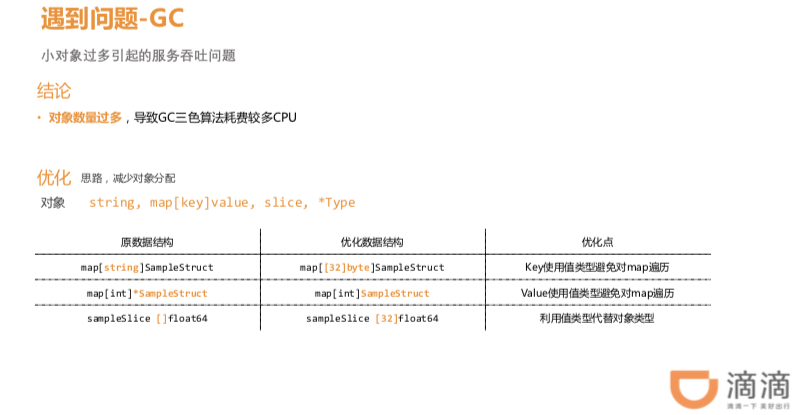 遇到问题-GC
小对象过多引起的服务吞吐问题
结论
• 对象数量过多，导致GC三色算法耗费较多CPU
优化 思路，减少对象分配
对象 string, map[key]value, slice, *Type
原数据结构 优化数据结构 优化点
map[string]SampleStruct map[[32]byte]SampleStruct Key使用值类型避免对map遍历
map[int]*SampleStruct map[int]SampleStruct Value使用值类型避免对map遍历
sampleSlice []float64 sampleSlice [32]float64 利用值类型代替对象类型
滴滴
滴滴一下 美好出行